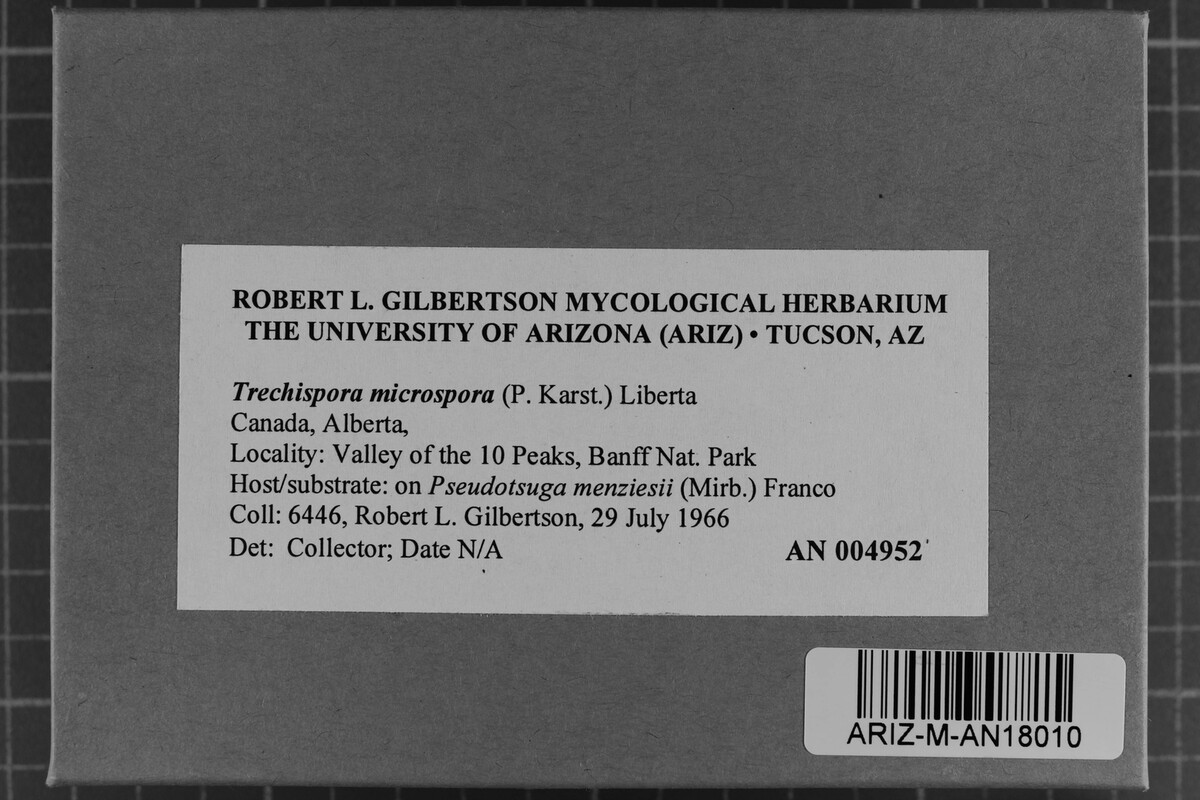 ROBERT L. GILBERTSON MYCOLOGICAL HERBARIUM
THE UNIVERSITY OF ARIZONA (ARIZ) • TUCSON, AZ
Trechispora microspora (P. Karst.) Liberta
Canada, Alberta,
Locality: Valley of the 10 Peaks, Banff Nat. Park
Host/substrate: on Pseudotsuga menziesii (Mirb.) Franco
Coll: 6446, Robert L. Gilbertson, 29 July 1966
Det: Collector; Date N/A AN 004952
ARIZ-M-AN18010